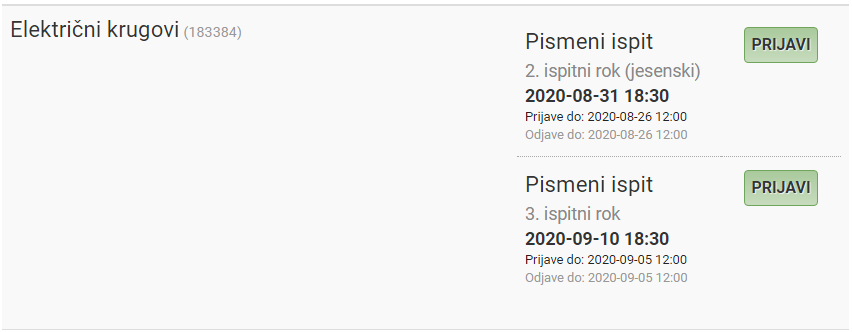 Električni krugovi (183384)
Pismeni ispit
PRIJAVI
2. ispitni rok (jesenski)
2020-08-31 18:30
Prijave do: 2020-08-26 12:00
Odjave do: 2020-08-26 12:00
Pismeni ispit
PRIJAVI
3. ispitni rok
2020-09-10 18:30
Prijave do: 2020-09-05 12:00
Odjave do: 2020-09-05 12:00